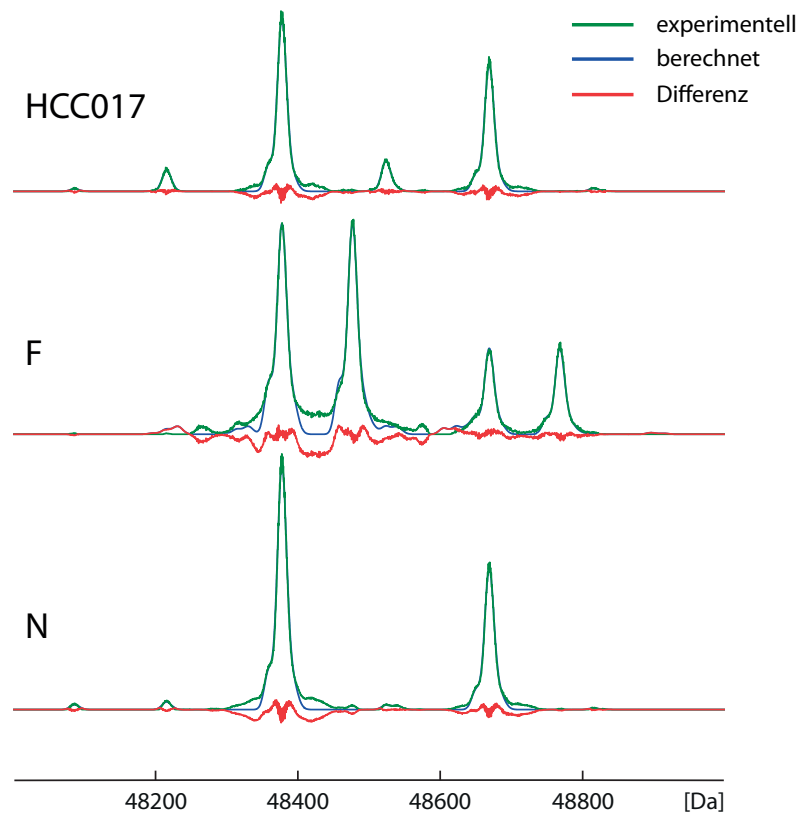 experimentell
berechnet
Differenz
HCC017
F
N
48200 48400 48600 48800 [Da]